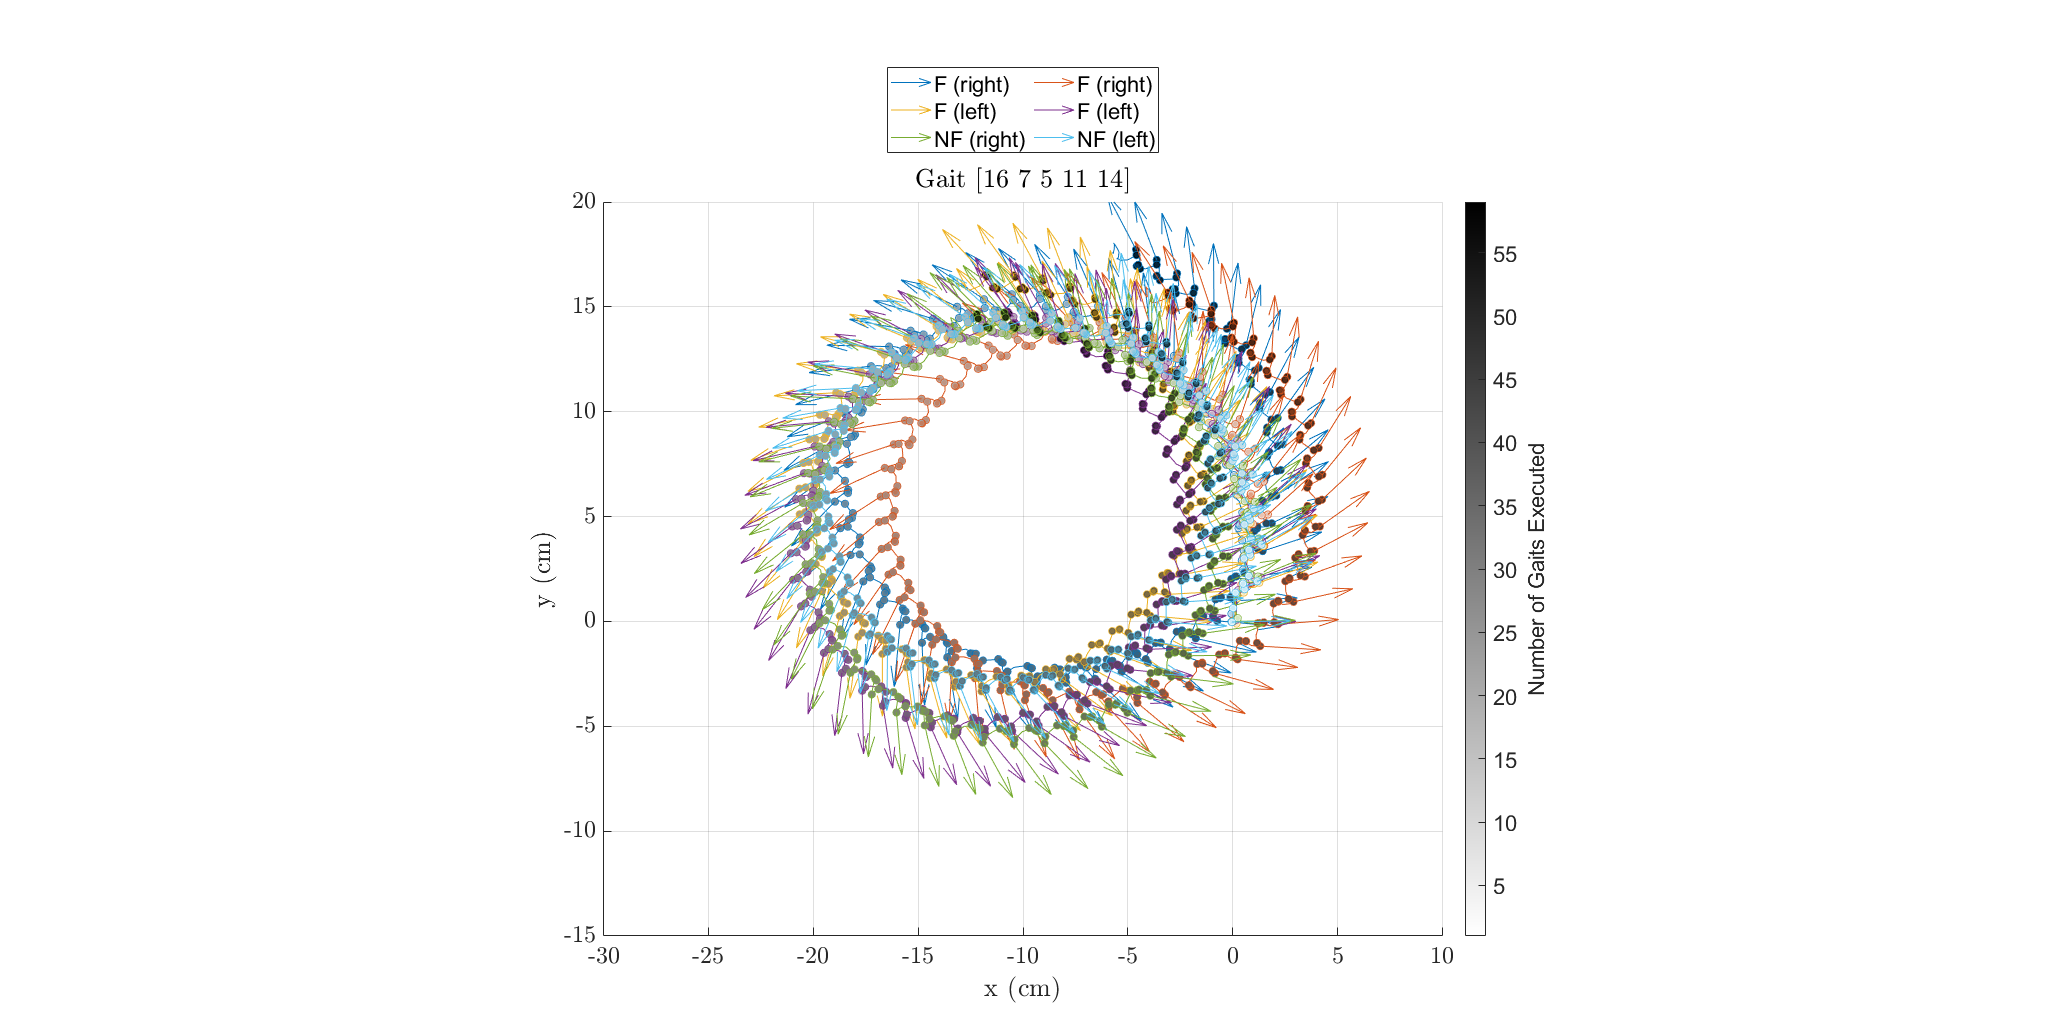 F (right) F (right)
F (left) F (left)
NF (right) NF (left)
Gait [16 7 5 11 14]
20
15
10
5
0
-5
-10
-15
y (cm)
-30 -25 -20 -15 -10 -5 0 5 10
x (cm)
55
50
45
40
35
30
25
20
15
10
5
Number of Gaits Executed